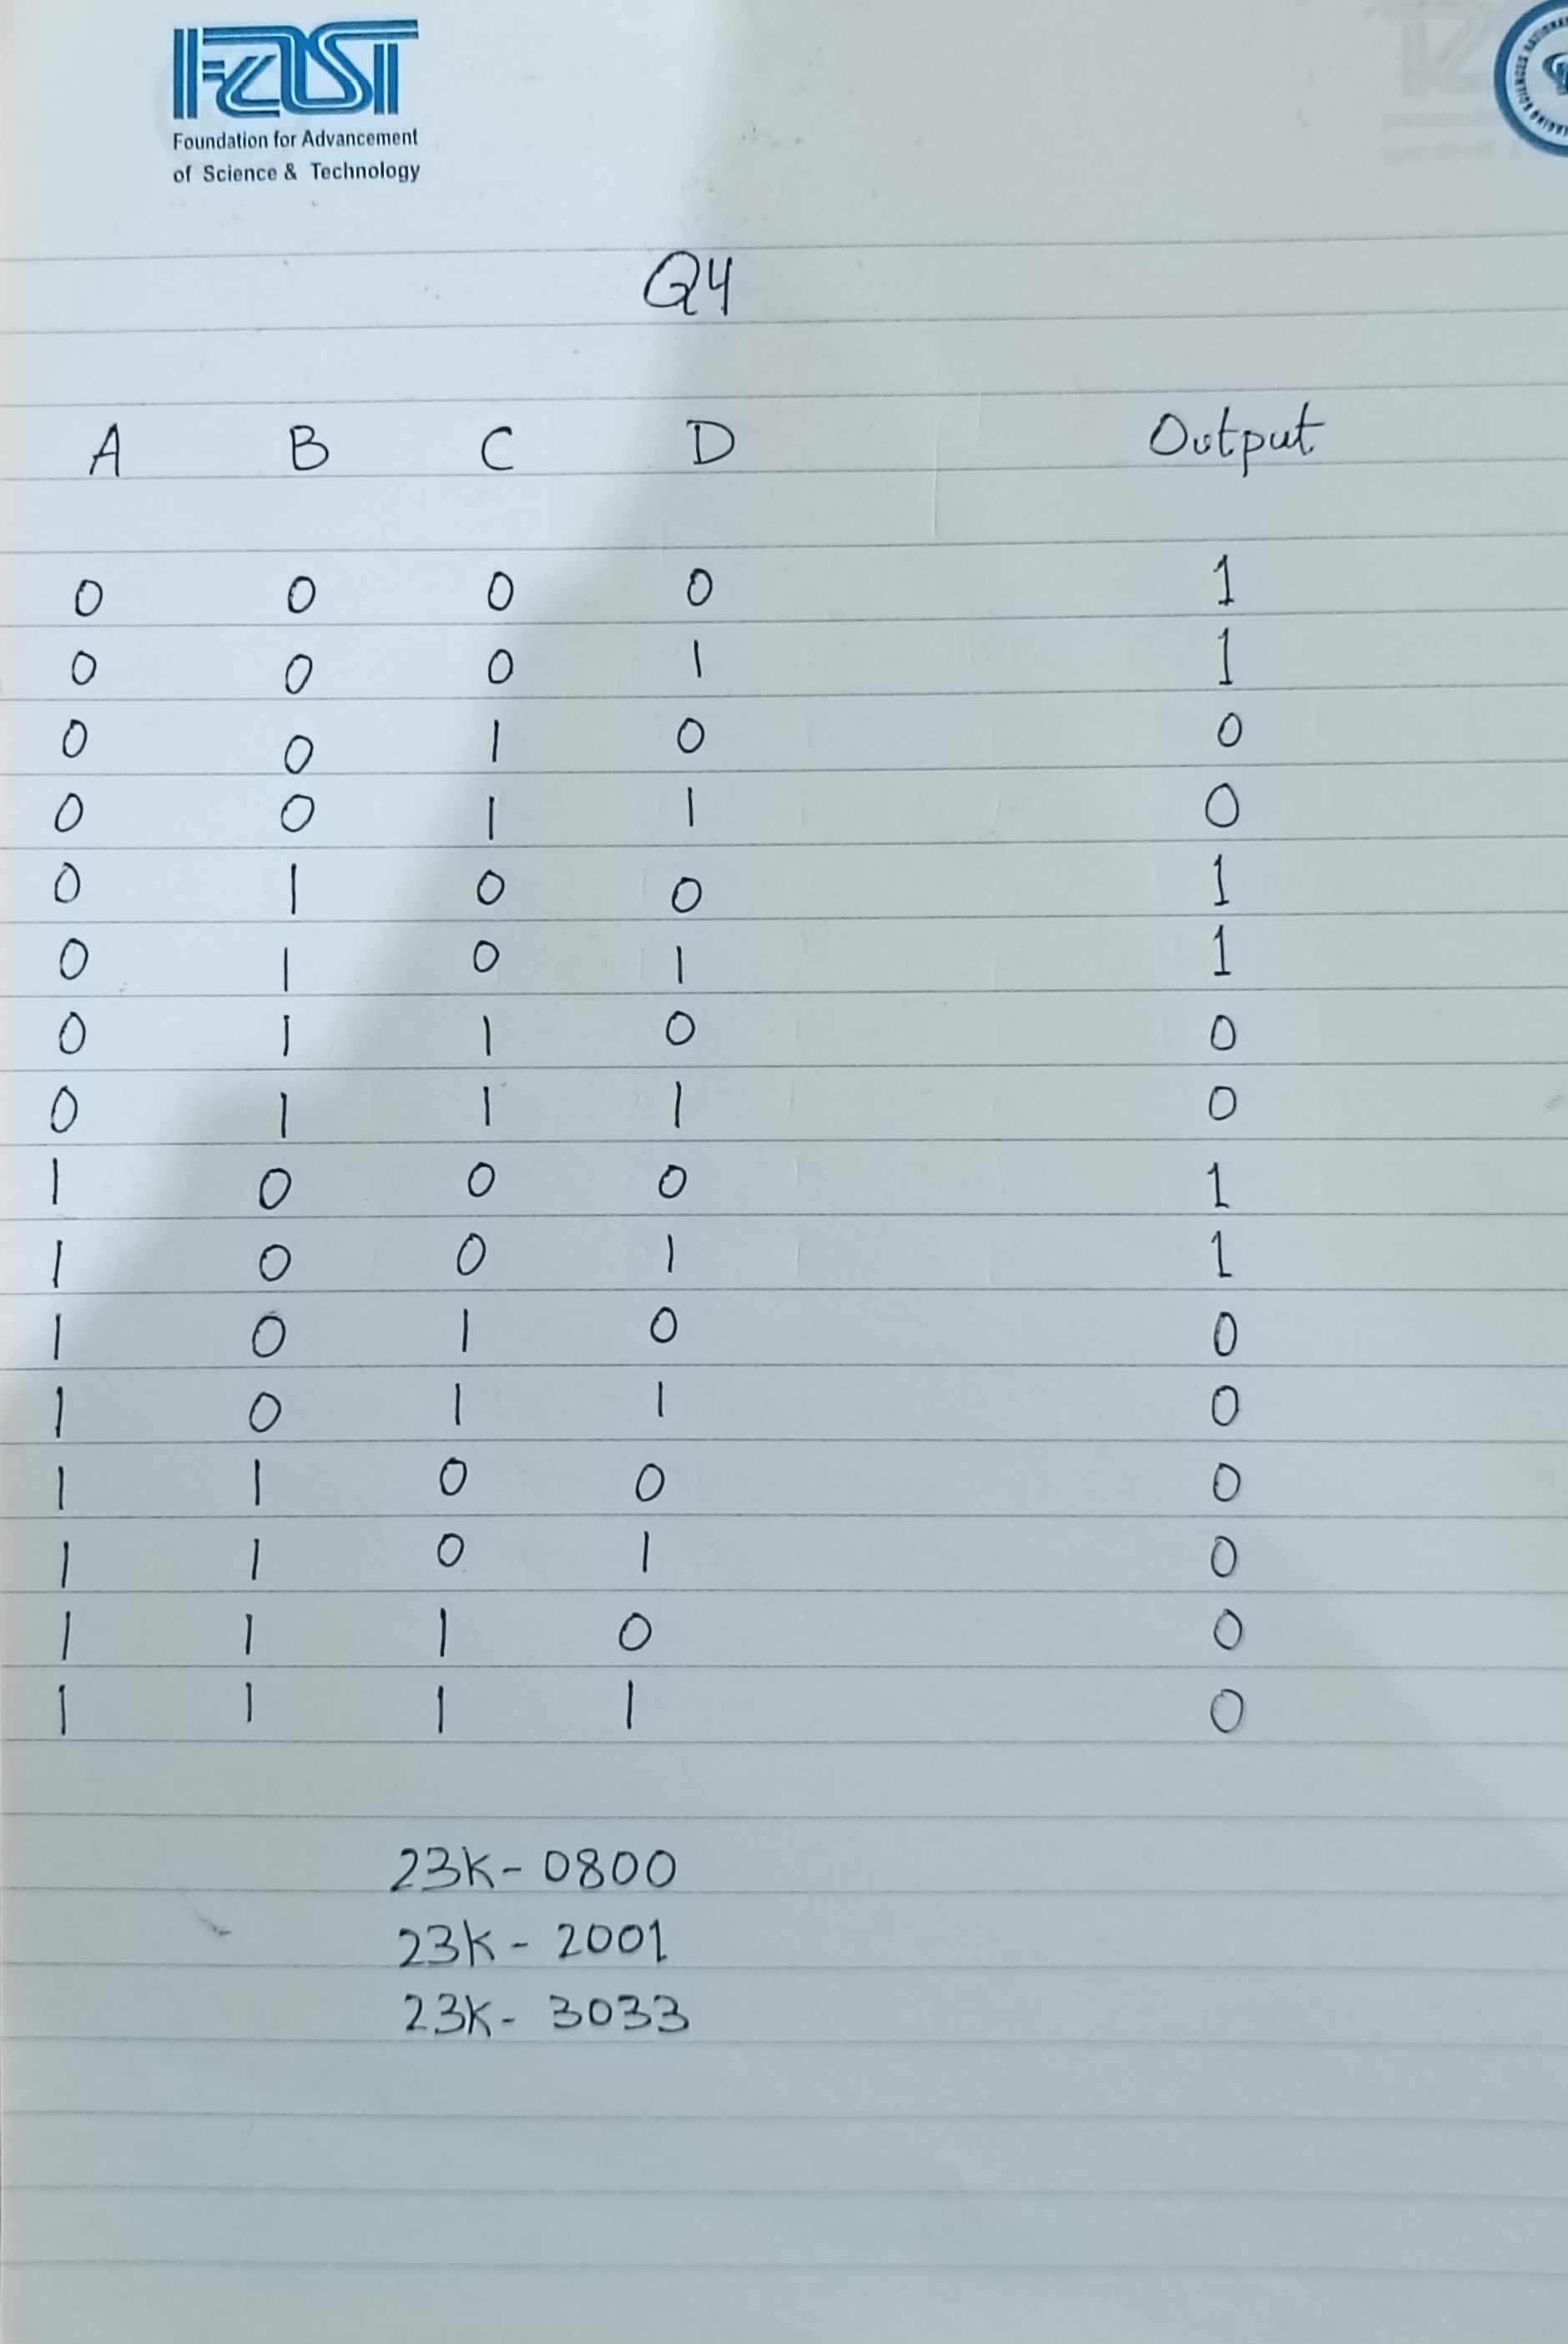 FAST
Foundation for Advancement
of Science & Technology
Q4
A B C D Output
0 0 0 0 1
0 0 0 1 1
0 0 1 0 0
0 0 1 1 0
0 1 0 0 1
0 1 0 1 1
0 1 1 0 0
0 1 1 1 0
1 0 0 0 1
1 0 0 1 1
1 0 1 0 0
1 0 1 1 0
1 1 0 0 0
1 1 0 1 0
1 1 1 0 0
1 1 1 1 0
23K-0800
23K-2001
23K-3033